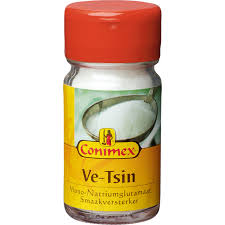 Conimex
Ve-Tsin
Mono-Natriumglutamaat
Smaakversterker